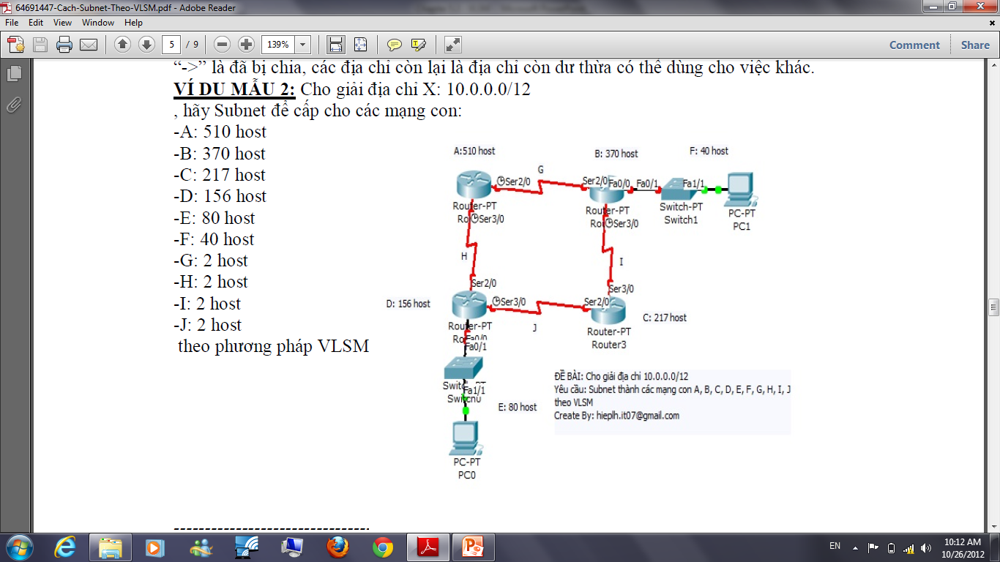 64691447-Cach-Subnet-Theo-VLSM.pdf - Adobe Reader
File Edit View Window Help
5 / 9 139% Comment Share
“->” là đã bị chia, các địa chỉ còn lại là địa chỉ còn dư thừa có thể dùng cho việc khác.
VÍ DU MẪU 2: Cho giải địa chỉ X: 10.0.0.0/12
, hãy Subnet để cấp cho các mạng con:
-A: 510 host
-B: 370 host
-C: 217 host
-D: 156 host
-E: 80 host
-F: 40 host
-G: 2 host
-H: 2 host
-I: 2 host
-J: 2 host
theo phương pháp VLSM
A:510 host
B: 370 host
F: 40 host
G
Ser2/0
Ser2/0
Fa0/0
Fa0/1
Fa1/1
Router-PT
Ser3/0
Router-PT
Ser3/0
Switch-PT
Switch1
PC-PT
PC1
H
I
Ser2/0
Ser3/0
D: 156 host
Ser3/0
Ser2/0
C: 217 host
Router-PT
J
Router-PT
Router3
Fa0/0
Fa0/1
Fa1/1
E: 80 host
PC-PT
PC0
ĐỀ BÀI: Cho giải địa chỉ 10.0.0.0/12
Yêu cầu: Subnet thành các mạng con A, B, C, D, E, F, G, H, I, J
theo VLSM
Create By: hieplh.it07@gmail.com
-------------------------------
EN
10:12 AM
10/26/2012